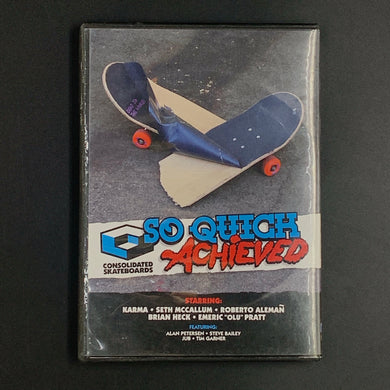 SO QUICK
ACHIEVED
CONSOLIDATED
SKATEBOARDS
STARRING:
KARMA • SETH MCCALLUM • ROBERTO ALEMAÑ
BRIAN HECK • EMERIC "OLU" PRATT
FEATURING:
ALAN PETERSEN • STEVE BAILEY
JUB • TIM GARNER